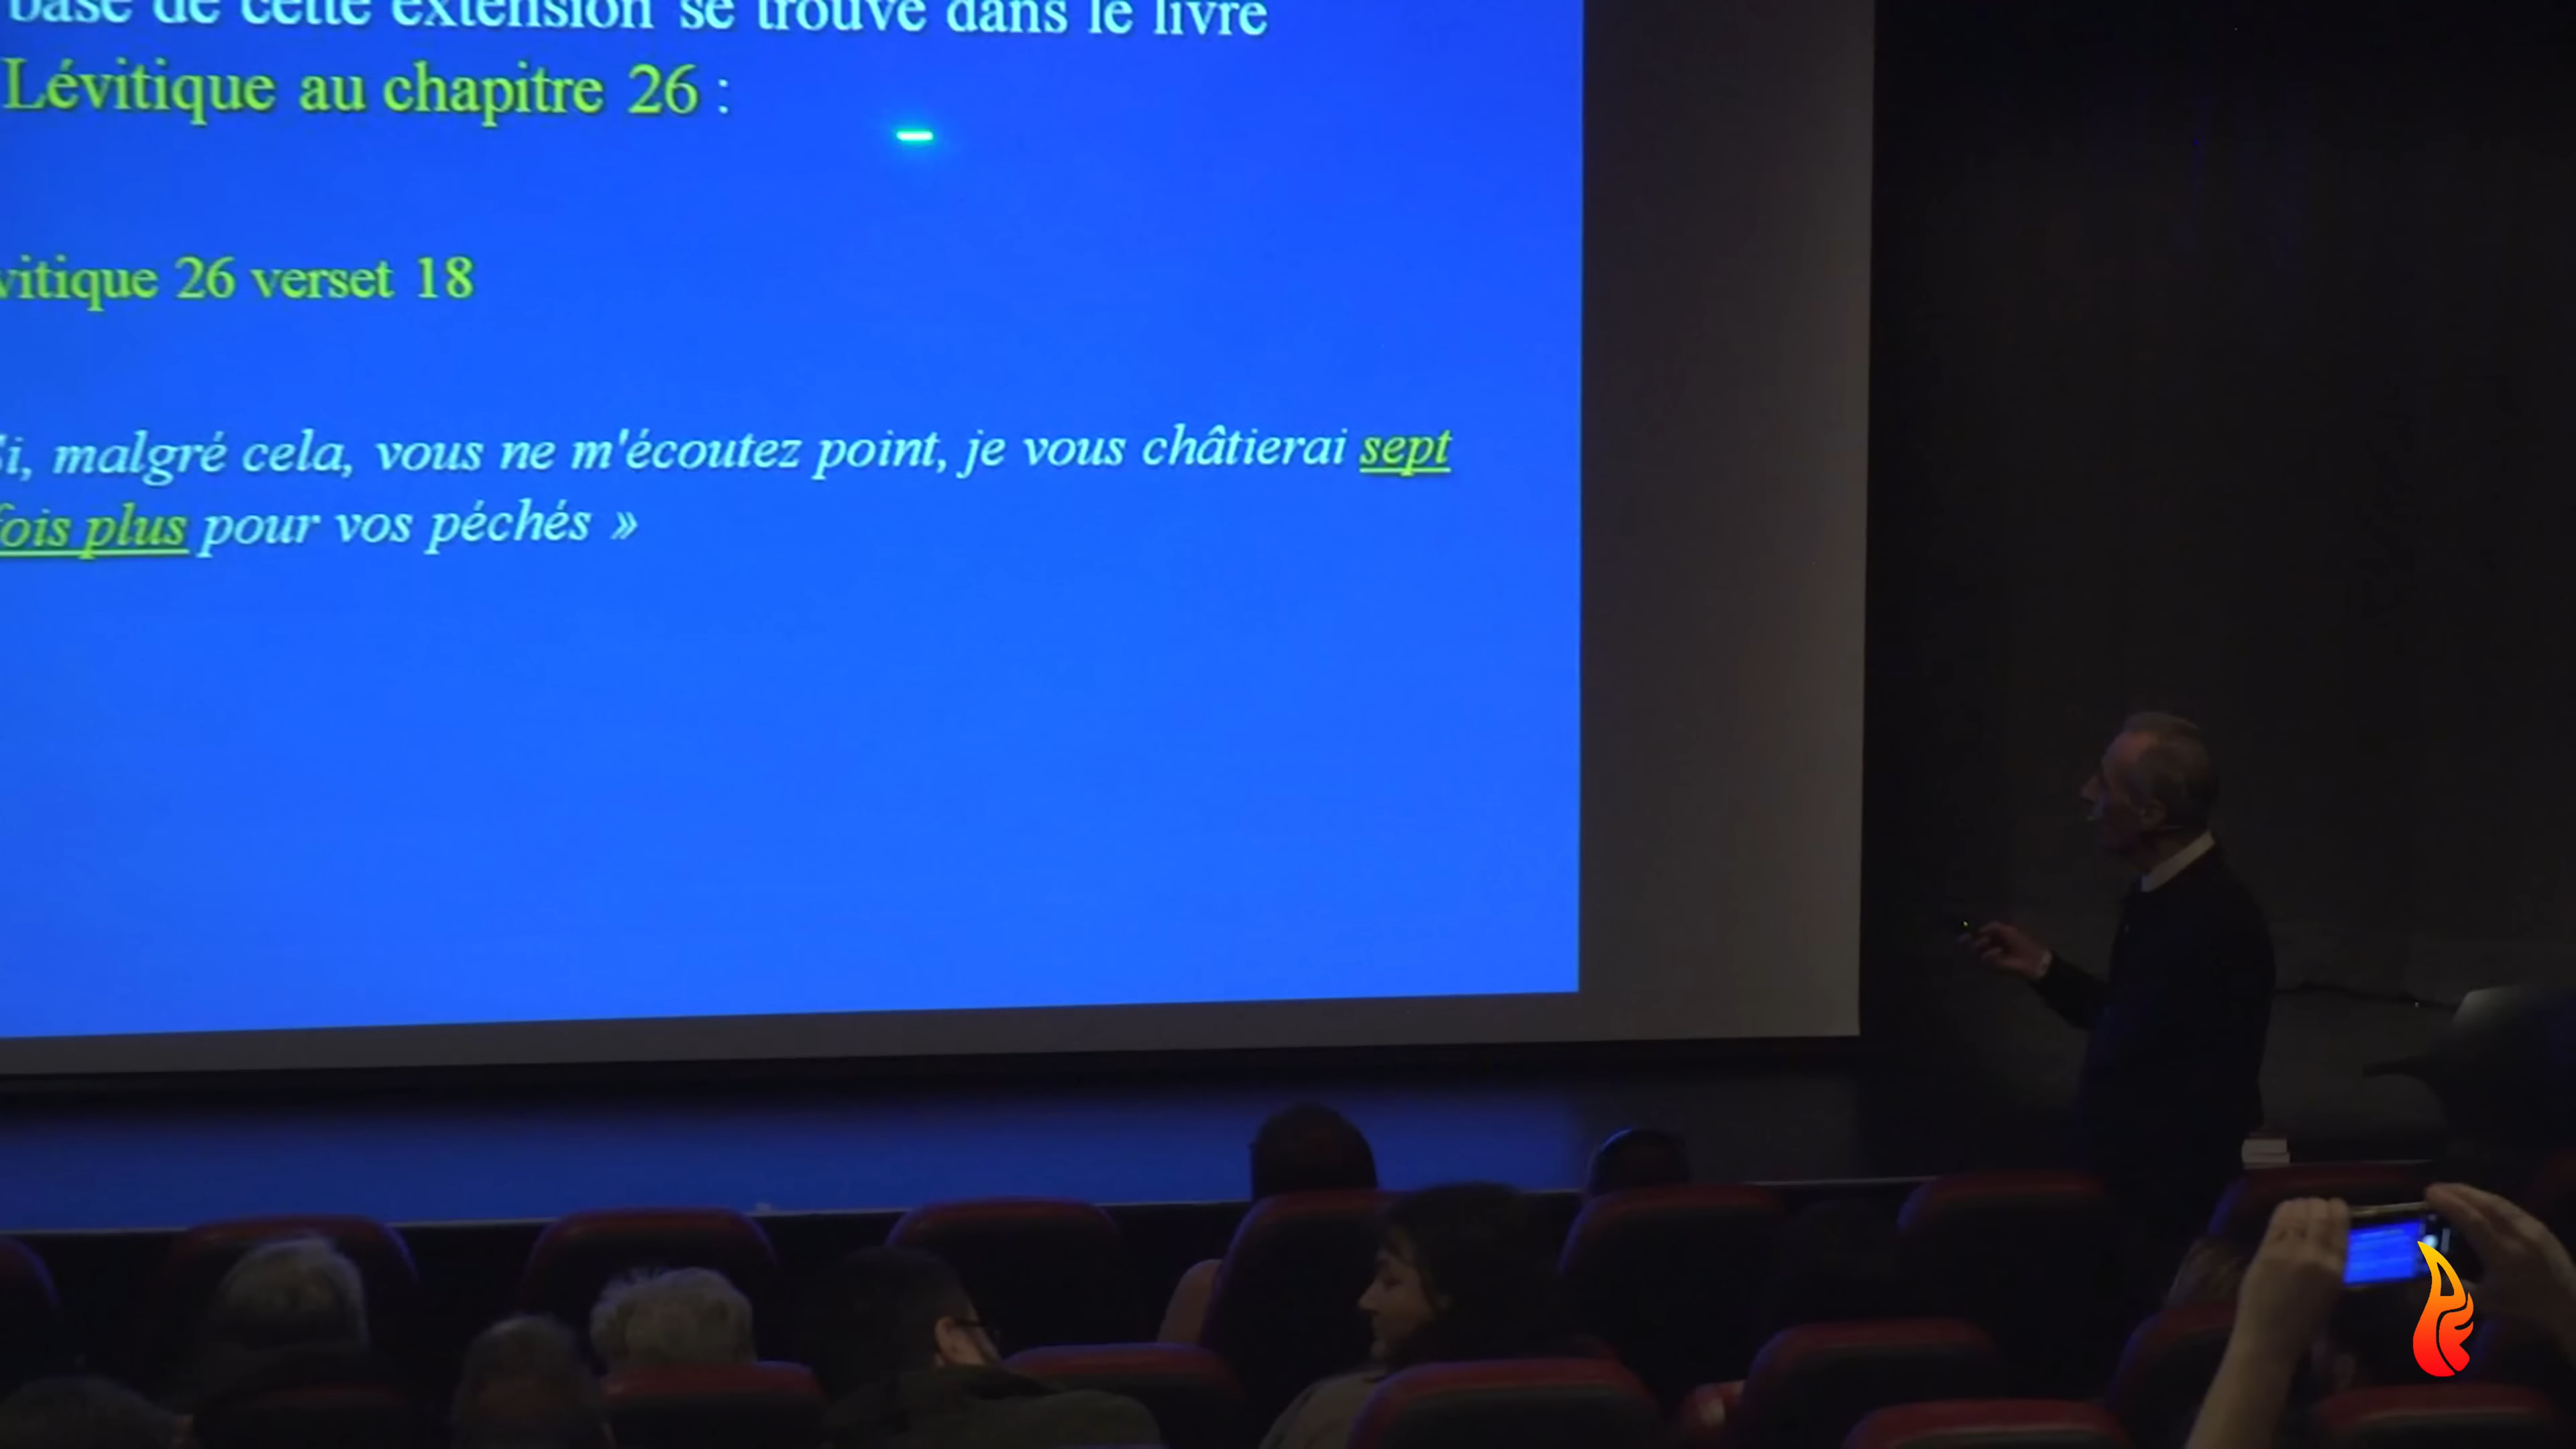 base de cette extension se trouve dans le livre
Lévitique au chapitre 26 :
vitique 26 verset 18
Si, malgré cela, vous ne m'écoutez point, je vous châtierai sept
fois plus pour vos péchés »